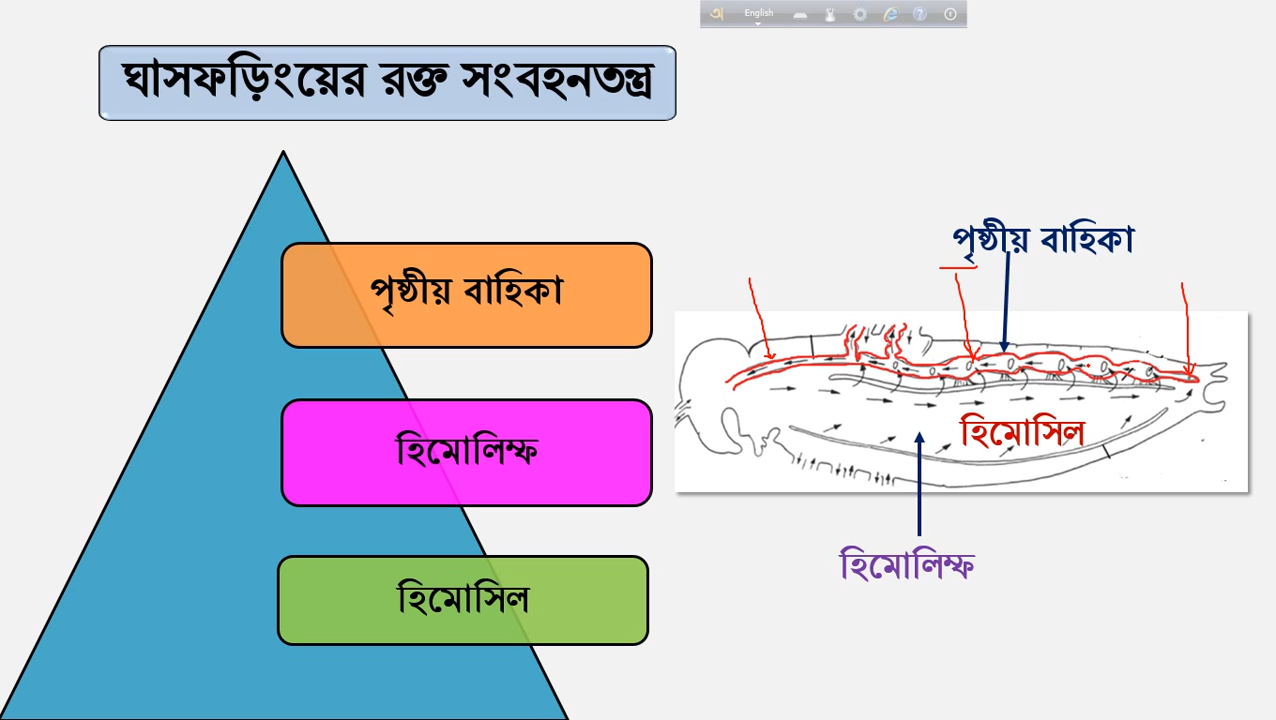 অ English
ঘাসফড়িংয়ের রক্ত সংবহনতন্ত্র
পৃষ্ঠীয় বাহিকা
হিমোলিম্ফ
হিমোসিল
পৃষ্ঠীয় বাহিকা
হিমোসিল
হিমোলিম্ফ